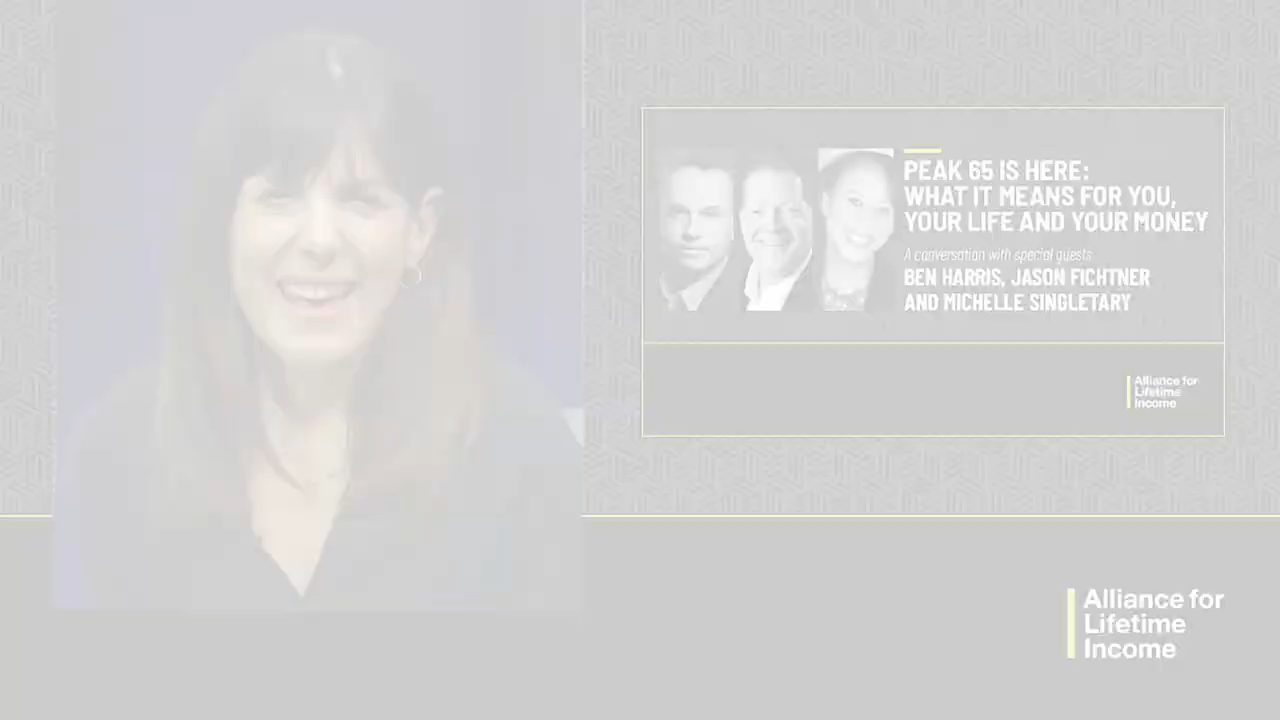 PEAK 65 IS HERE:
WHAT IT MEANS FOR YOU,
YOUR LIFE AND YOUR MONEY
A conversation with special guests
BEN HARRIS, JASON FICHTNER
AND MICHELLE SINGLETARY
Alliance for
Lifetime
Income
Alliance for
Lifetime
Income